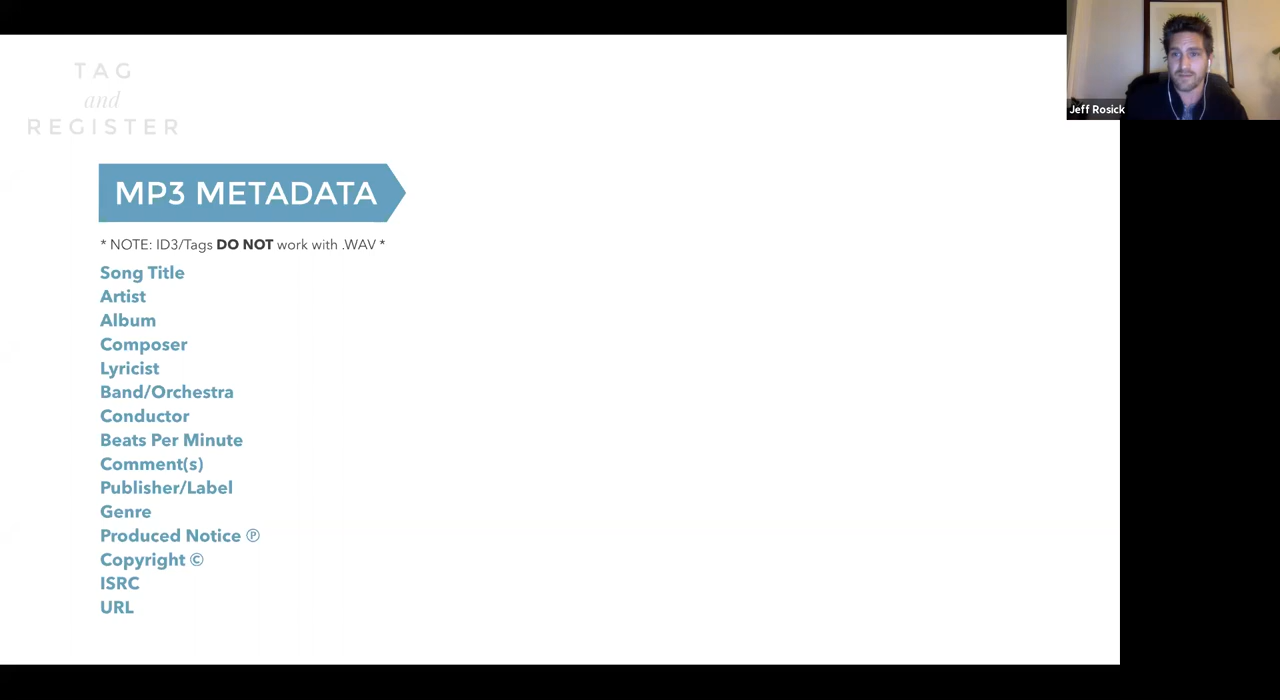 TAG
and
REGISTER
Jeff Rosick
MP3 METADATA
* NOTE: ID3/Tags DO NOT work with .WAV *
Song Title
Artist
Album
Composer
Lyricist
Band/Orchestra
Conductor
Beats Per Minute
Comment(s)
Publisher/Label
Genre
Produced Notice ℗
Copyright ©
ISRC
URL